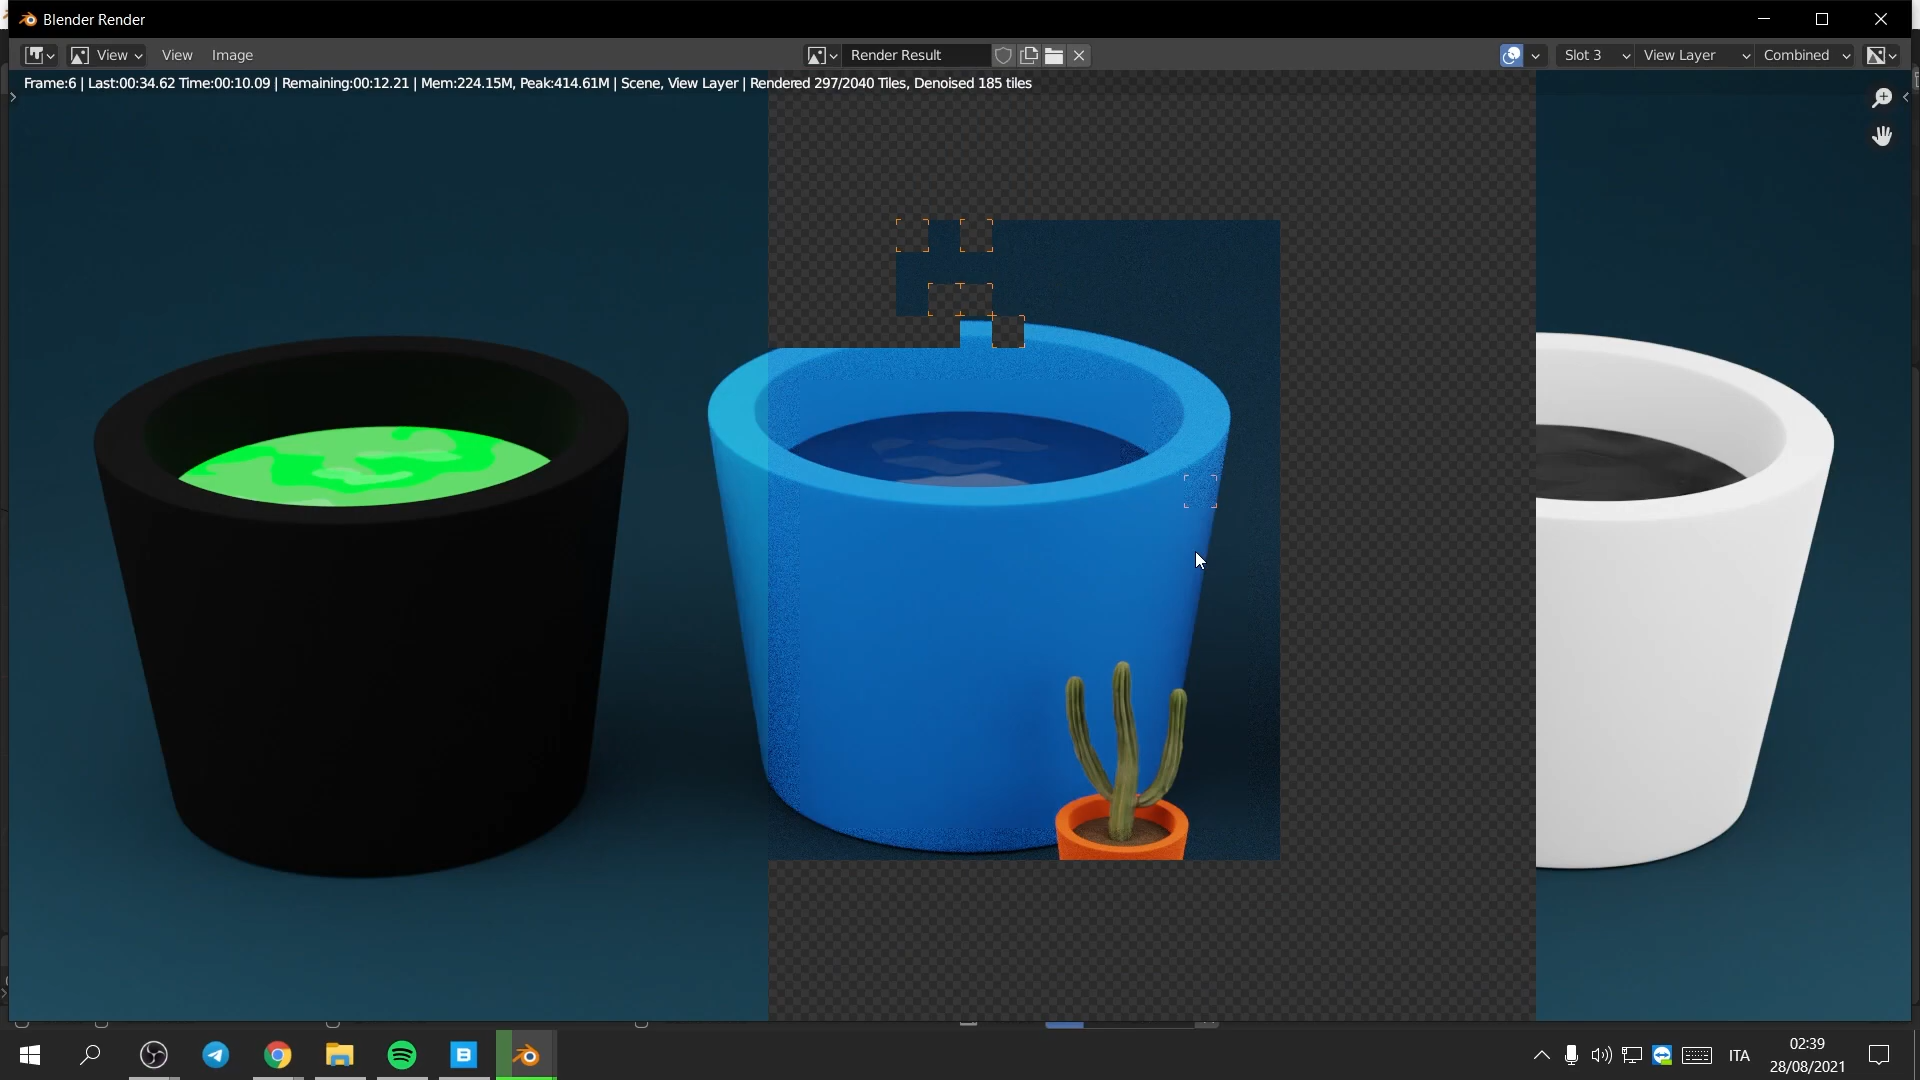 Blender Render
View View Image Render Result Slot 3 View Layer Combined
Frame:6 | Last:00:34.62 Time:00:10.09 | Remaining:00:12.21 | Mem:224.15M, Peak:414.61M | Scene, View Layer | Rendered 297/2040 Tiles, Denoised 185 tiles
ITA
02:39
28/08/2021